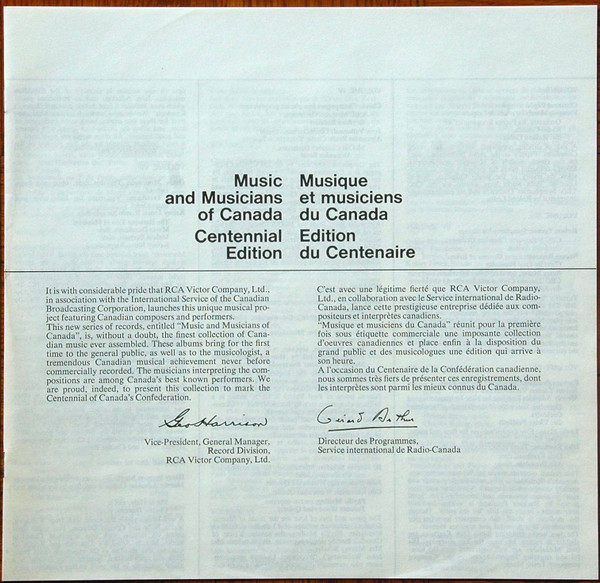 Music
and Musicians
of Canada
Centennial
Edition
Musique
et musiciens
du Canada
Edition
du Centenaire
It is with considerable pride that RCA Victor Company, Ltd.,
in association with the International Service of the Canadian
Broadcasting Corporation, launches this unique musical pro-
ject featuring Canadian composers and performers.
This new series of records, entitled “Music and Musicians of
Canada”, is, without a doubt, the finest collection of Cana-
dian music ever assembled. These albums bring for the first
time to the general public, as well as to the musicologist, a
tremendous Canadian musical achievement never before
commercially recorded. The musicians interpreting the com-
positions are among Canada's best known performers. We
are proud, indeed, to present this collection to mark the
Centennial of Canada's Confederation.
Geo Harrison
Vice-President, General Manager,
Record Division,
RCA Victor Company, Ltd.
C'est avec une légitime fierté que RCA Victor Company,
Ltd., en collaboration avec le Service international de Radio-
Canada, lance cette prestigieuse entreprise dédiée aux com-
positeurs et interprètes canadiens.
“Musique et musiciens du Canada” réunit pour la première
fois sous étiquette commerciale une imposante collection
d'oeuvres canadiennes et place enfin à la disposition du
grand public et des musicologues une édition qui arrive à
son heure.
A l'occasion du Centenaire de la Confédération canadienne,
nous sommes très fiers de présenter ces enregistrements, dont
les interprètes sont parmi les mieux connus du Canada.
Gérard Arthur
Directeur des Programmes,
Service international de Radio-Canada